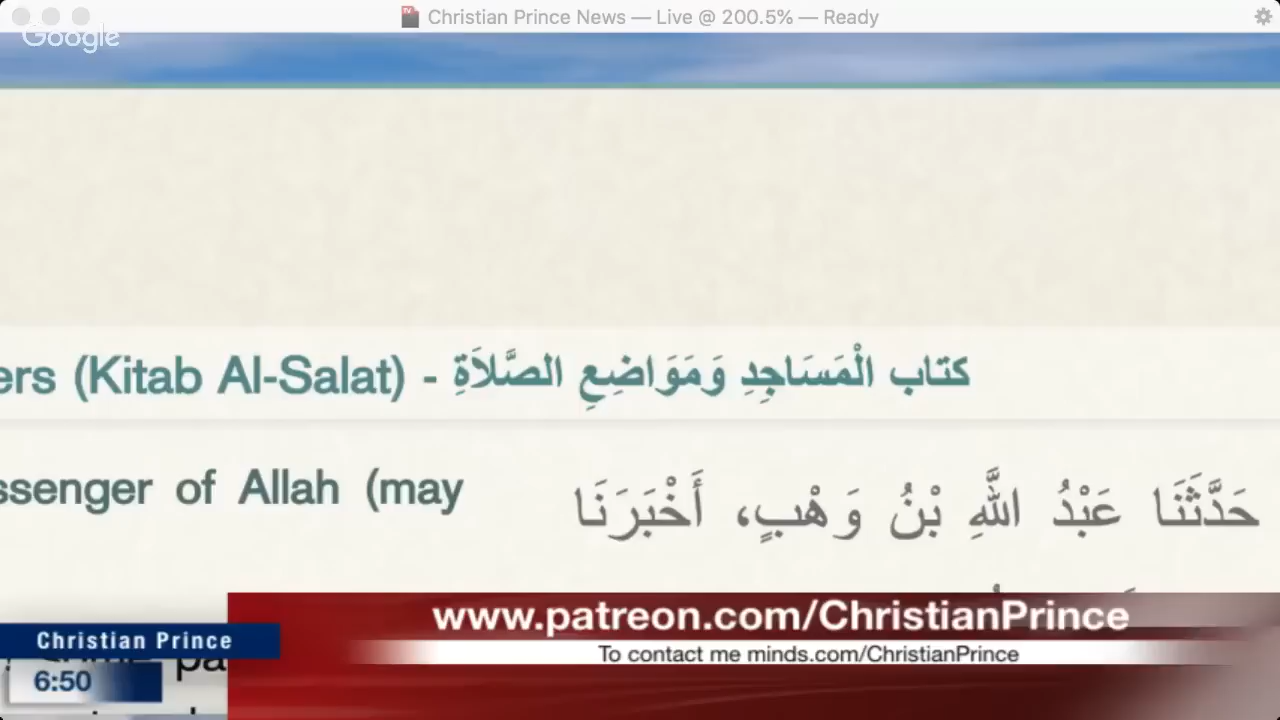 Christian Prince News — Live @ 200.5% — Ready
Google
ers (Kitab Al-Salat) - كتاب الْمَسَاجِدِ وَمَوَاضِعِ الصَّلاَةِ
ssenger of Allah (may
حَدَّثَنَا عَبْدُ اللَّهِ بْنُ وَهْبٍ، أَخْبَرَنَا
www.patreon.com/ChristianPrince
To contact me minds.com/ChristianPrince
Christian Prince
6:50